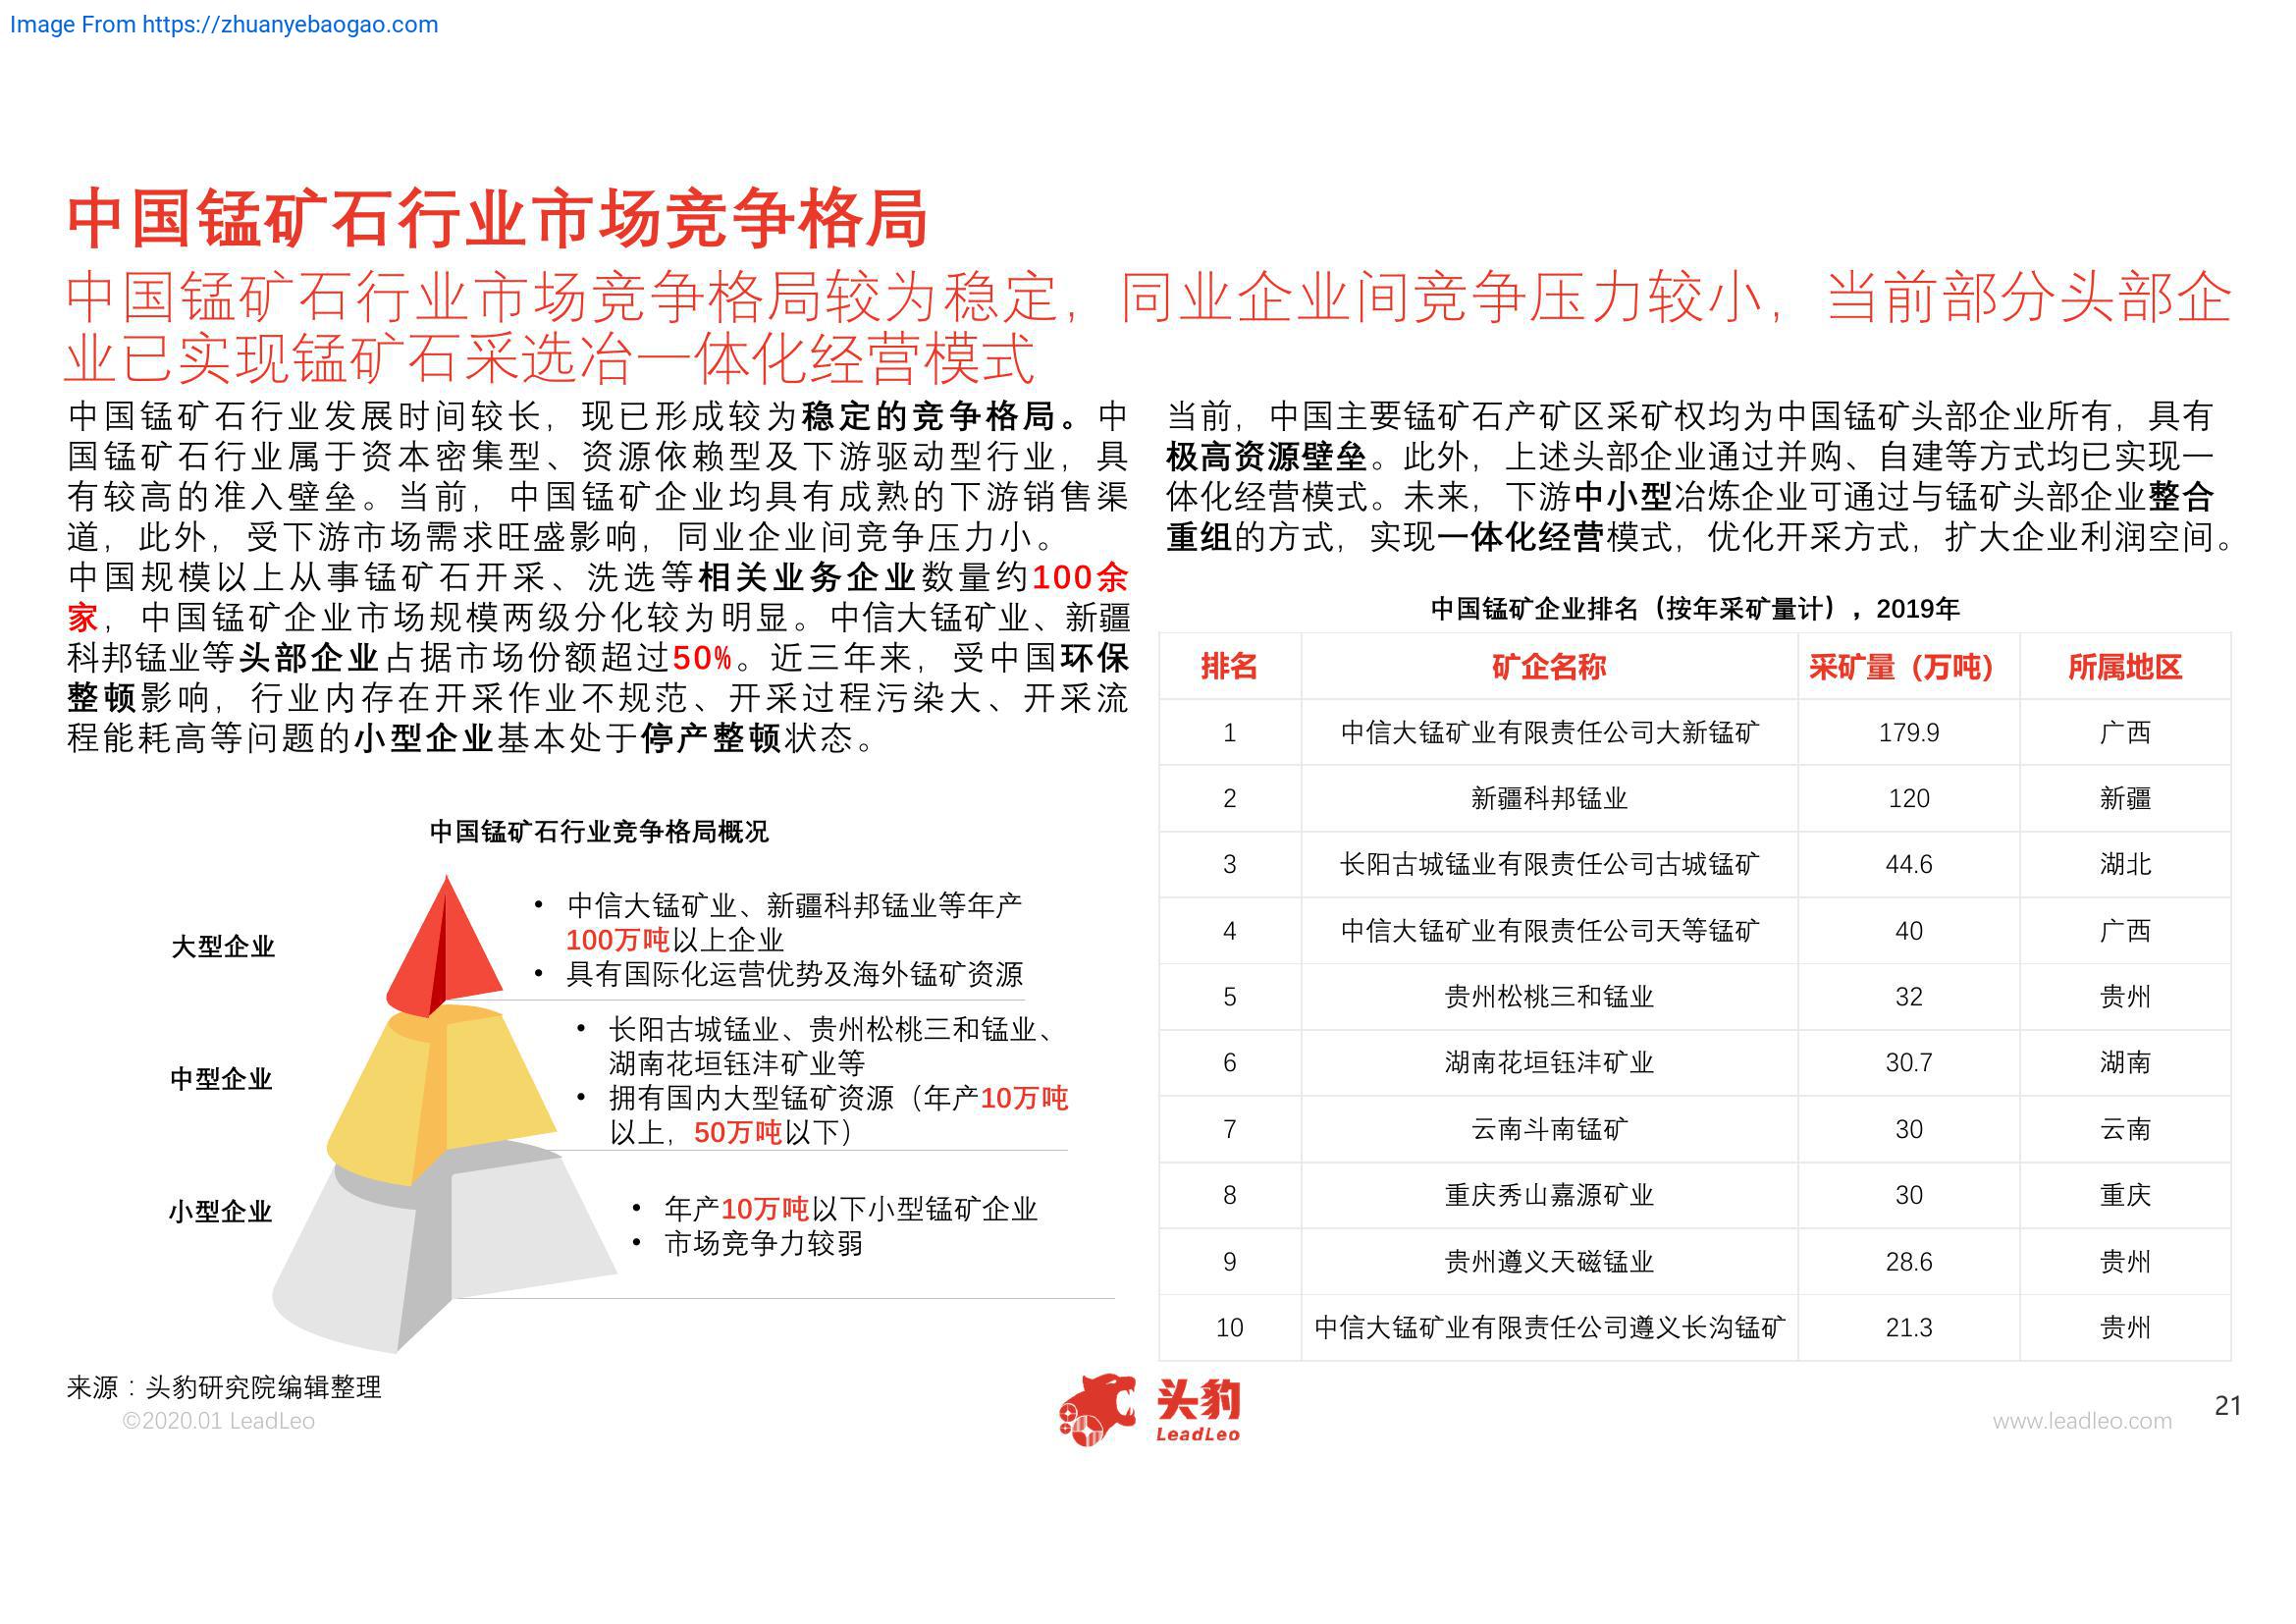 Image From https://zhuanyebaogao.com
中国锰矿石行业市场竞争格局
中国锰矿石行业市场竞争格局较为稳定，同业企业间竞争压力较小，当前部分头部企
业已实现锰矿石采选冶一体化经营模式
中国锰矿石行业发展时间较长，现已形成较为稳定的竞争格局。中
国锰矿石行业属于资本密集型、资源依赖型及下游驱动型行业，具
有较高的准入壁垒。当前，中国锰矿企业均具有成熟的下游销售渠
道，此外，受下游市场需求旺盛影响，同业企业间竞争压力小。
中国规模以上从事锰矿石开采、洗选等相关业务企业数量约100余
家，中国锰矿企业市场规模两级分化较为明显。中信大锰矿业、新疆
科邦锰业等头部企业占据市场份额超过50%。近三年来，受中国环保
整顿影响，行业内存在开采作业不规范、开采过程污染大、开采流
程能耗高等问题的小型企业基本处于停产整顿状态。
中国锰矿石行业竞争格局概况
大型企业
• 中信大锰矿业、新疆科邦锰业等年产
100万吨以上企业
• 具有国际化运营优势及海外锰矿资源
中型企业
• 长阳古城锰业、贵州松桃三和锰业、
湖南花垣钰沣矿业等
• 拥有国内大型锰矿资源（年产10万吨
以上，50万吨以下）
小型企业
• 年产10万吨以下小型锰矿企业
• 市场竞争力较弱
当前，中国主要锰矿石产矿区采矿权均为中国锰矿头部企业所有，具有
极高资源壁垒。此外，上述头部企业通过并购、自建等方式均已实现一
体化经营模式。未来，下游中小型冶炼企业可通过与锰矿头部企业整合
重组的方式，实现一体化经营模式，优化开采方式，扩大企业利润空间。
中国锰矿企业排名（按年采矿量计），2019年
排名 矿企名称 采矿量（万吨） 所属地区
1 中信大锰矿业有限责任公司大新锰矿 179.9 广西
2 新疆科邦锰业 120 新疆
3 长阳古城锰业有限责任公司古城锰矿 44.6 湖北
4 中信大锰矿业有限责任公司天等锰矿 40 广西
5 贵州松桃三和锰业 32 贵州
6 湖南花垣钰沣矿业 30.7 湖南
7 云南斗南锰矿 30 云南
8 重庆秀山嘉源矿业 30 重庆
9 贵州遵义天磁锰业 28.6 贵州
10 中信大锰矿业有限责任公司遵义长沟锰矿 21.3 贵州
来源：头豹研究院编辑整理
©2020.01 LeadLeo
头豹
LeadLeo
www.leadleo.com
21